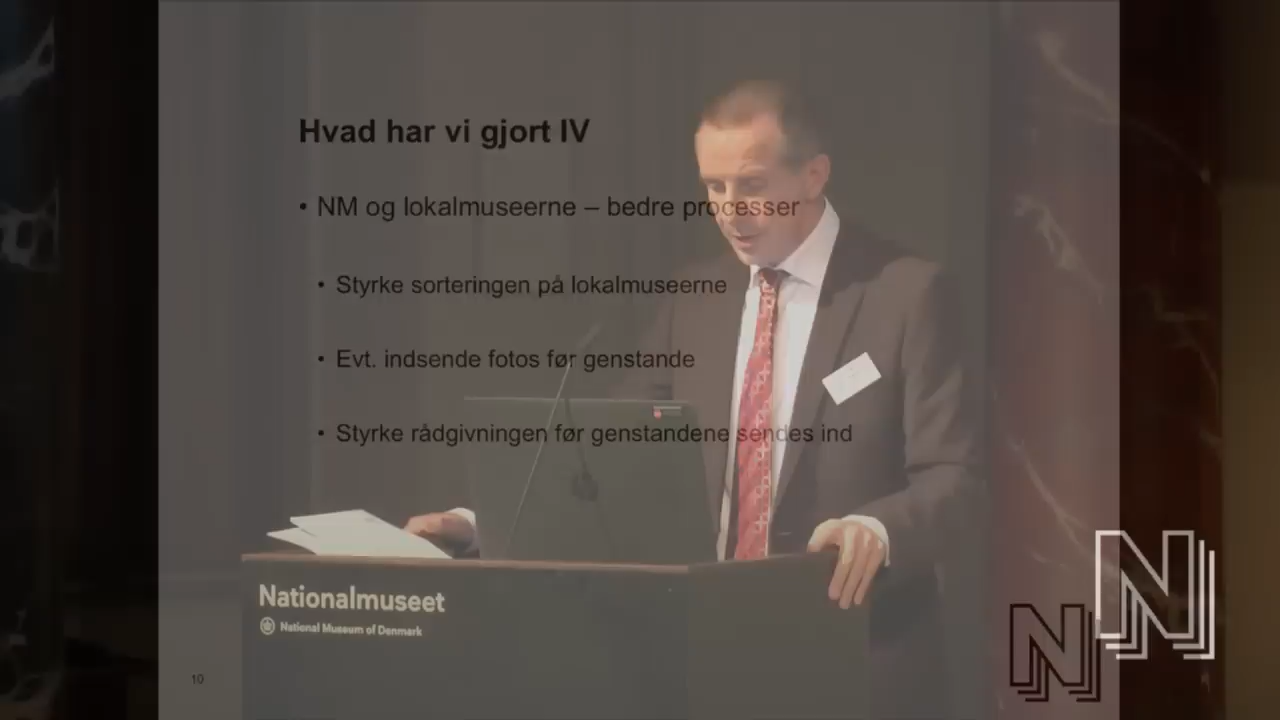 Hvad har vi gjort IV
• NM og lokalmuseerne – bedre processer
• Styrke sorteringen på lokalmuseerne
• Evt. indsende fotos før genstande
• Styrke rådgivningen før genstandene sendes ind
Nationalmuseet
National Museum of Denmark
10
N
N